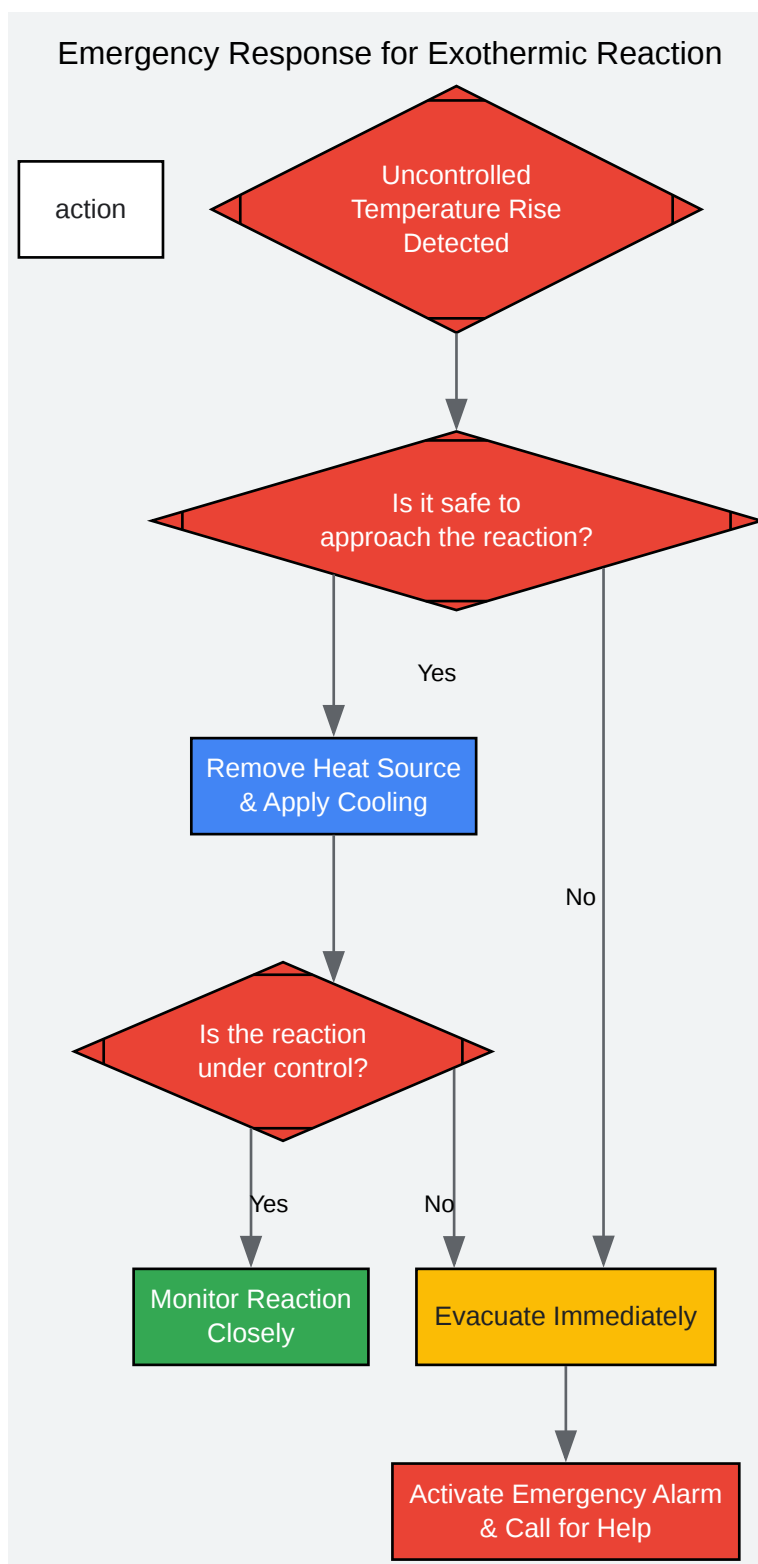 Emergency Response for Exothermic Reaction
action
Uncontrolled
Temperature Rise
Detected
Is it safe to
approach the reaction?
Yes
Remove Heat Source
& Apply Cooling
No
Is the reaction
under control?
Yes
No
Monitor Reaction
Closely
Evacuate Immediately
Activate Emergency Alarm
& Call for Help